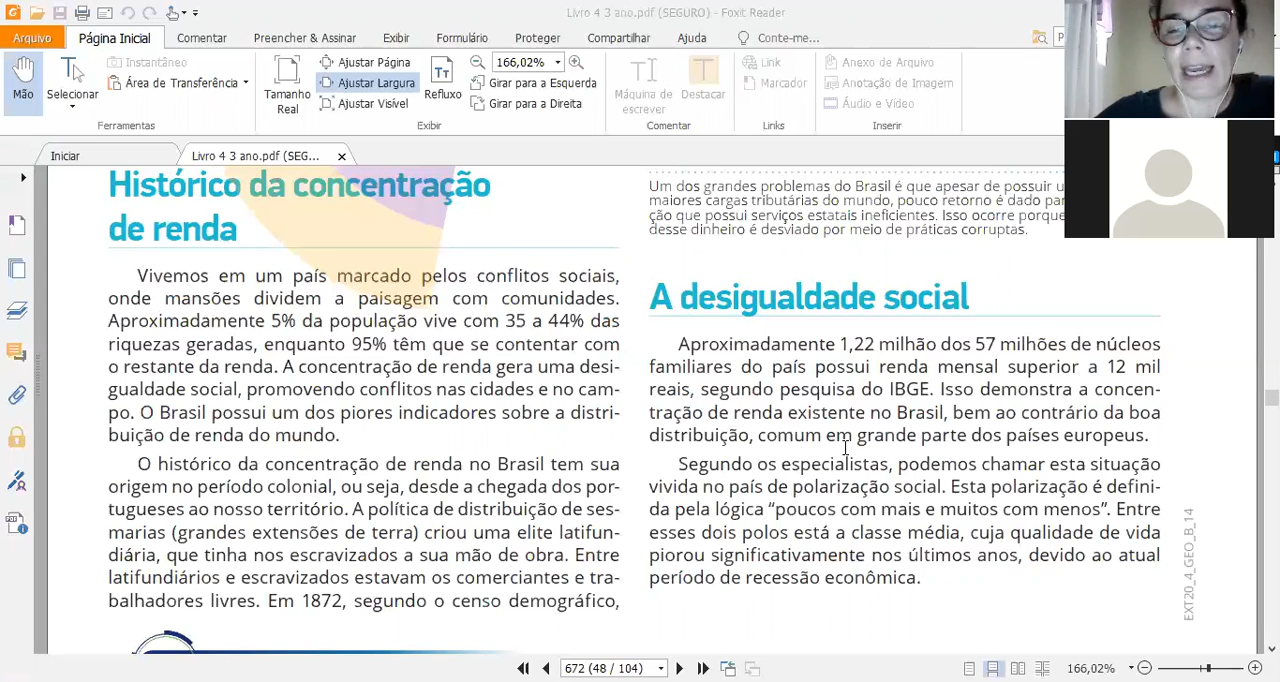 Livro 4 3 ano.pdf (SEGURO) - Foxit Reader
Arquivo Página Inicial Comentar Preencher & Assinar Exibir Formulário Proteger Compartilhar Ajuda Conte-me...
Mão
Selecionar
Instantâneo
Área de Transferência
Ferramentas
Tamanho
Real
Ajustar Página
Ajustar Largura
Ajustar Visível
Refluxo
166,02%
Girar para a Esquerda
Girar para a Direita
Exibir
Máquina de
escrever
Destacar
Comentar
Link
Marcador
Links
Anexo de Arquivo
Anotação de Imagem
Áudio e Vídeo
Inserir
Iniciar
Livro 4 3 ano.pdf (SEG...
Histórico da concentração
de renda
Vivemos em um país marcado pelos conflitos sociais,
onde mansões dividem a paisagem com comunidades.
Aproximadamente 5% da população vive com 35 a 44% das
riquezas geradas, enquanto 95% têm que se contentar com
o restante da renda. A concentração de renda gera uma desi-
gualdade social, promovendo conflitos nas cidades e no cam-
po. O Brasil possui um dos piores indicadores sobre a distri-
buição de renda do mundo.
O histórico da concentração de renda no Brasil tem sua
origem no período colonial, ou seja, desde a chegada dos por-
tugueses ao nosso território. A política de distribuição de ses-
marias (grandes extensões de terra) criou uma elite latifun-
diária, que tinha nos escravizados a sua mão de obra. Entre
latifundiários e escravizados estavam os comerciantes e tra-
balhadores livres. Em 1872, segundo o censo demográfico,
Um dos grandes problemas do Brasil é que apesar de possuir
maiores cargas tributárias do mundo, pouco retorno é dado
ção que possui serviços estatais ineficientes. Isso ocorre porque
desse dinheiro é desviado por meio de práticas corruptas.
A desigualdade social
Aproximadamente 1,22 milhão dos 57 milhões de núcleos
familiares do país possui renda mensal superior a 12 mil
reais, segundo pesquisa do IBGE. Isso demonstra a concen-
tração de renda existente no Brasil, bem ao contrário da boa
distribuição, comum em grande parte dos países europeus.
Segundo os especialistas, podemos chamar esta situação
vivida no país de polarização social. Esta polarização é defini-
da pela lógica “poucos com mais e muitos com menos”. Entre
esses dois polos está a classe média, cuja qualidade de vida
piorou significativamente nos últimos anos, devido ao atual
período de recessão econômica.
EXT20_4_GEO_B_14
672 (48 / 104)
166,02%